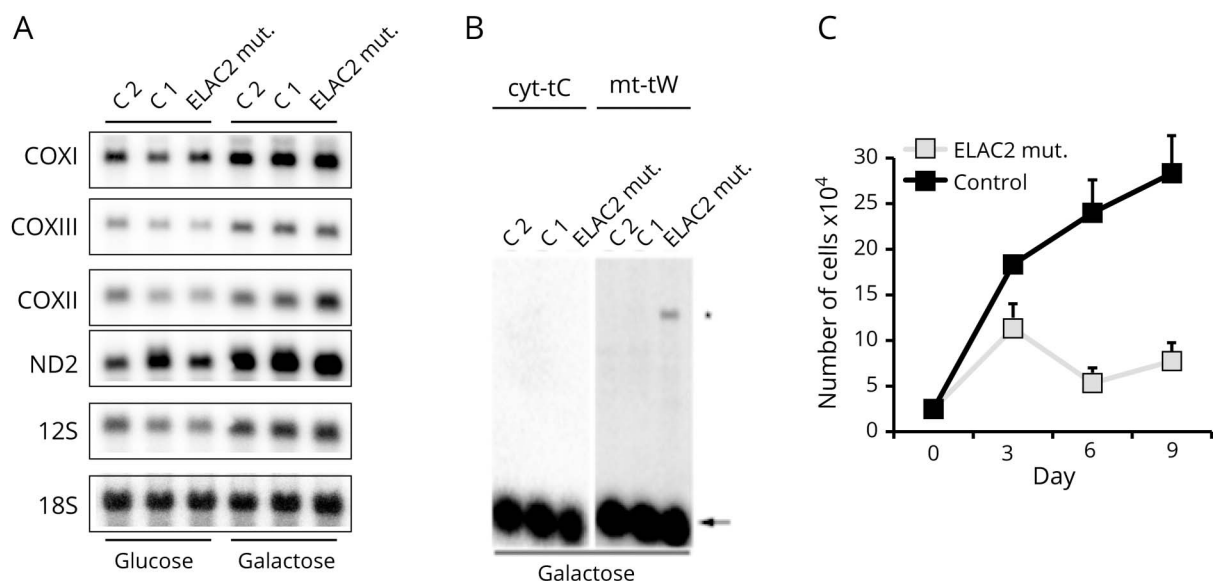 A
C 2
C 1
ELAC2 mut.
C 2
C 1
ELAC2 mut.
COXI
COXIII
COXII
ND2
12S
18S
Glucose
Galactose
B
cyt-tC
mt-tW
C 2
C 1
ELAC2 mut.
C 2
C 1
ELAC2 mut.
*
Galactose
C
ELAC2 mut.
Control
Number of cells x10⁴
30
25
20
15
10
5
0
0 3 6 9
Day